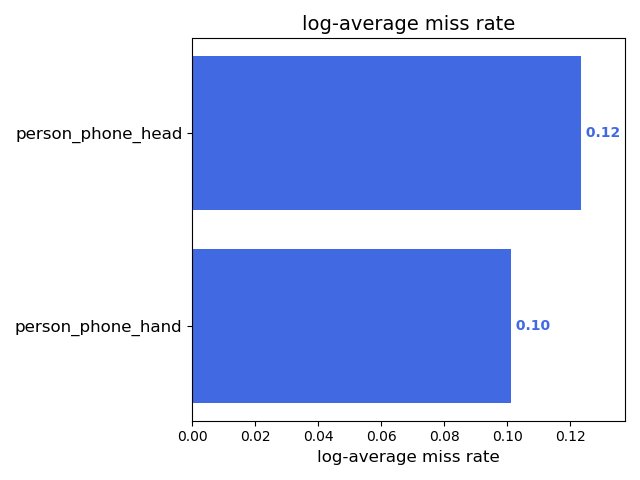 log-average miss rate
person_phone_head
0.12
person_phone_hand
0.10
0.00 0.02 0.04 0.06 0.08 0.10 0.12
log-average miss rate